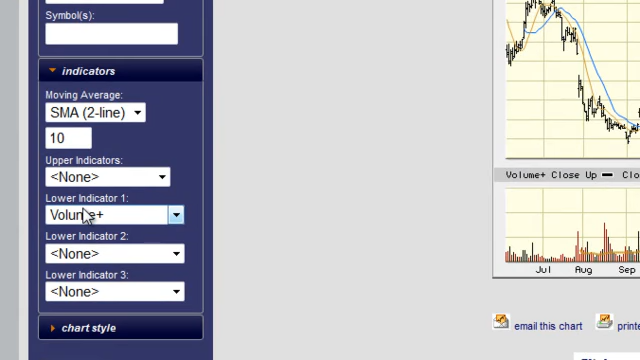 Symbol(s):
indicators
Moving Average:
SMA (2-line)
10
Upper Indicators:
<None>
Lower Indicator 1:
Volume+
Lower Indicator 2:
<None>
Lower Indicator 3:
<None>
chart style
Volume+ Close Up Clo
Jul Aug Sep
email this chart